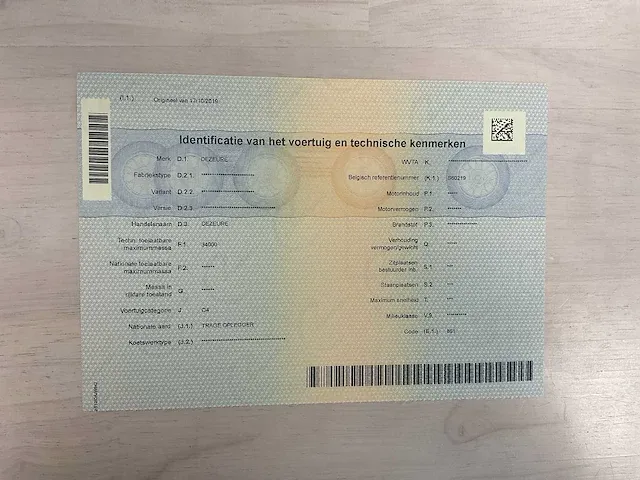 (I.1.) Origineel van 17/10/2019
Identificatie van het voertuig en technische kenmerken
Merk D.1. DEZEURE
Fabriekstype D.2.1.
Variant D.2.2.
Versie D.2.3.
Handelsnaam D.3. DEZEURE
Techn. toelaatbare maximummassa F.1. 34000
Nationale toelaatbare maximummassa F.2.
Massa in rijklare toestand G.
Voertuigcategorie J. O4
Nationale aard (J.1.) TRAGE OPLEGGER
Koetswerktype (J.2.)
WVTA K.
Belgisch referentienummer (K.1.)
Motorinhoud P.1.
Motorvermogen P.2.
Brandstof P.3.
Verhouding vermogen/gewicht Q.
Zitplaatsen bestuurder inb. S.1.
Staanplaatsen S.2.
Maximum snelheid T.
Milieuklasse V.9.
Code (S.1.)